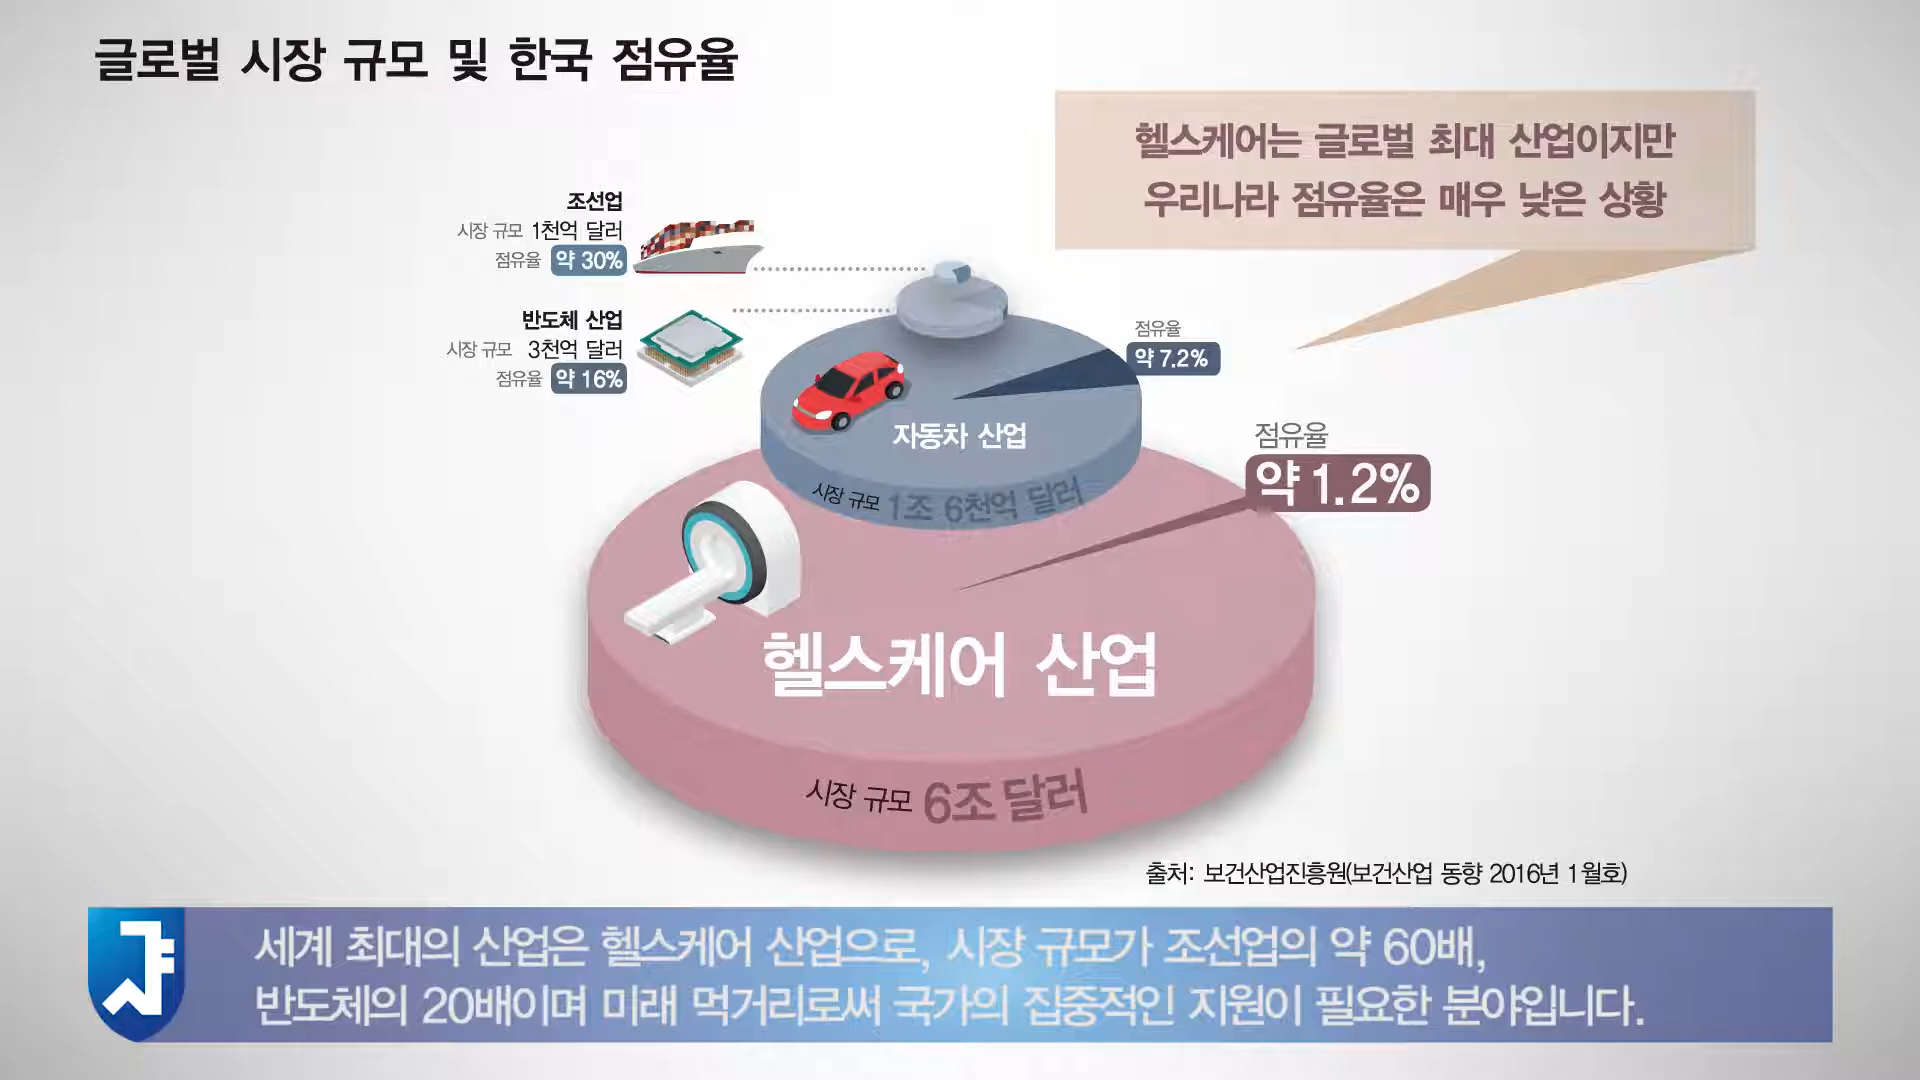 글로벌 시장 규모 및 한국 점유율
헬스케어는 글로벌 최대 산업이지만
우리나라 점유율은 매우 낮은 상황
조선업
시장 규모 1천억 달러
점유율 약 30%
반도체 산업
시장 규모 3천억 달러
점유율 약 16%
점유율
약 7.2%
자동차 산업
시장 규모 1조 6천억 달러
점유율
약 1.2%
헬스케어 산업
시장 규모 6조 달러
출처: 보건산업진흥원(보건산업 동향 2016년 1월호)
세계 최대의 산업은 헬스케어 산업으로, 시장 규모가 조선업의 약 60배,
반도체의 20배이며 미래 먹거리로써 국가의 집중적인 지원이 필요한 분야입니다.